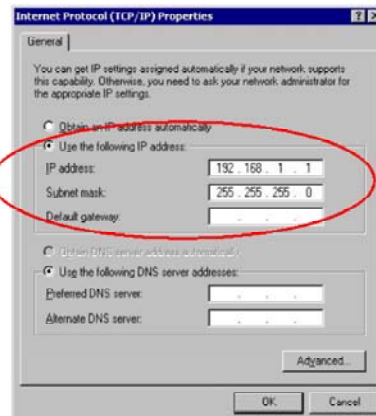 Internet Protocol (TCP/IP) Properties
? X
General
You can get IP settings assigned automatically if your network supports
this capability. Otherwise, you need to ask your network administrator for
the appropriate IP settings.
Obtain an IP address automatically
Use the following IP address:
IP address: 192 . 168 . 1 . 1
Subnet mask: 255 . 255 . 255 . 0
Default gateway: . . .
Obtain DNS server address automatically
Use the following DNS server addresses:
Preferred DNS server: . . .
Alternate DNS server: . . .
Advanced...
OK Cancel